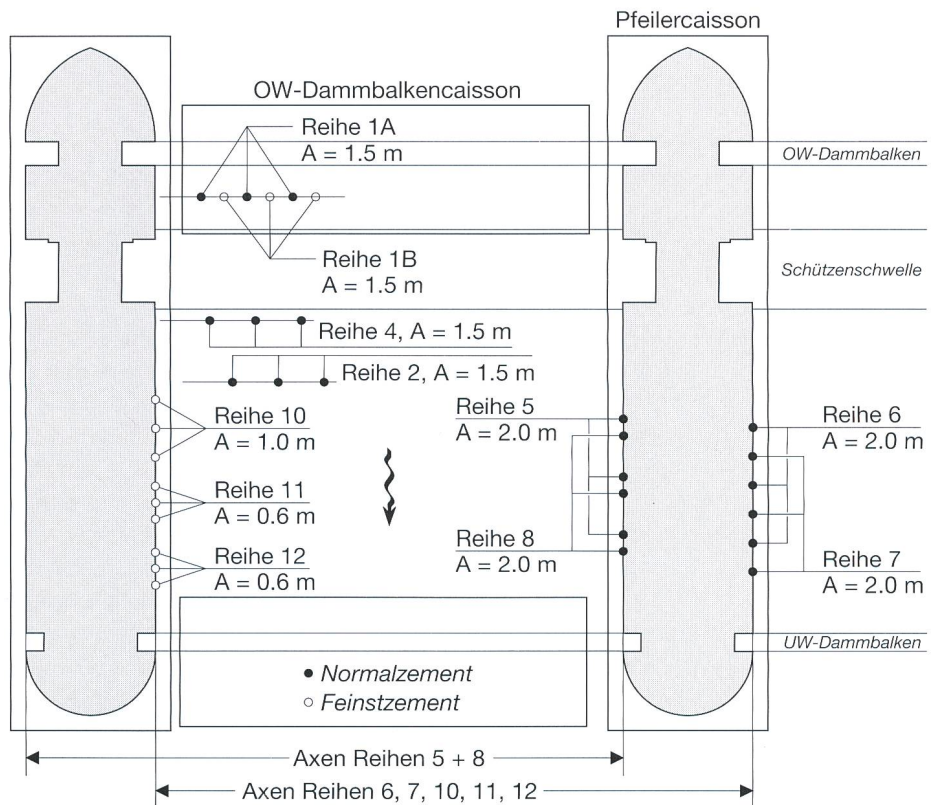 Pfeilercaisson
OW-Dammbalkencaisson
Reihe 1A
A = 1.5 m
OW-Dammbalken
Reihe 1B
A = 1.5 m
Schützenschwelle
Reihe 4, A = 1.5 m
Reihe 2, A = 1.5 m
Reihe 10
A = 1.0 m
Reihe 5
A = 2.0 m
Reihe 6
A = 2.0 m
Reihe 11
A = 0.6 m
Reihe 12
A = 0.6 m
Reihe 8
A = 2.0 m
Reihe 7
A = 2.0 m
UW-Dammbalken
Normalzement
Feinstzement
Axen Reihen 5 + 8
Axen Reihen 6, 7, 10, 11, 12